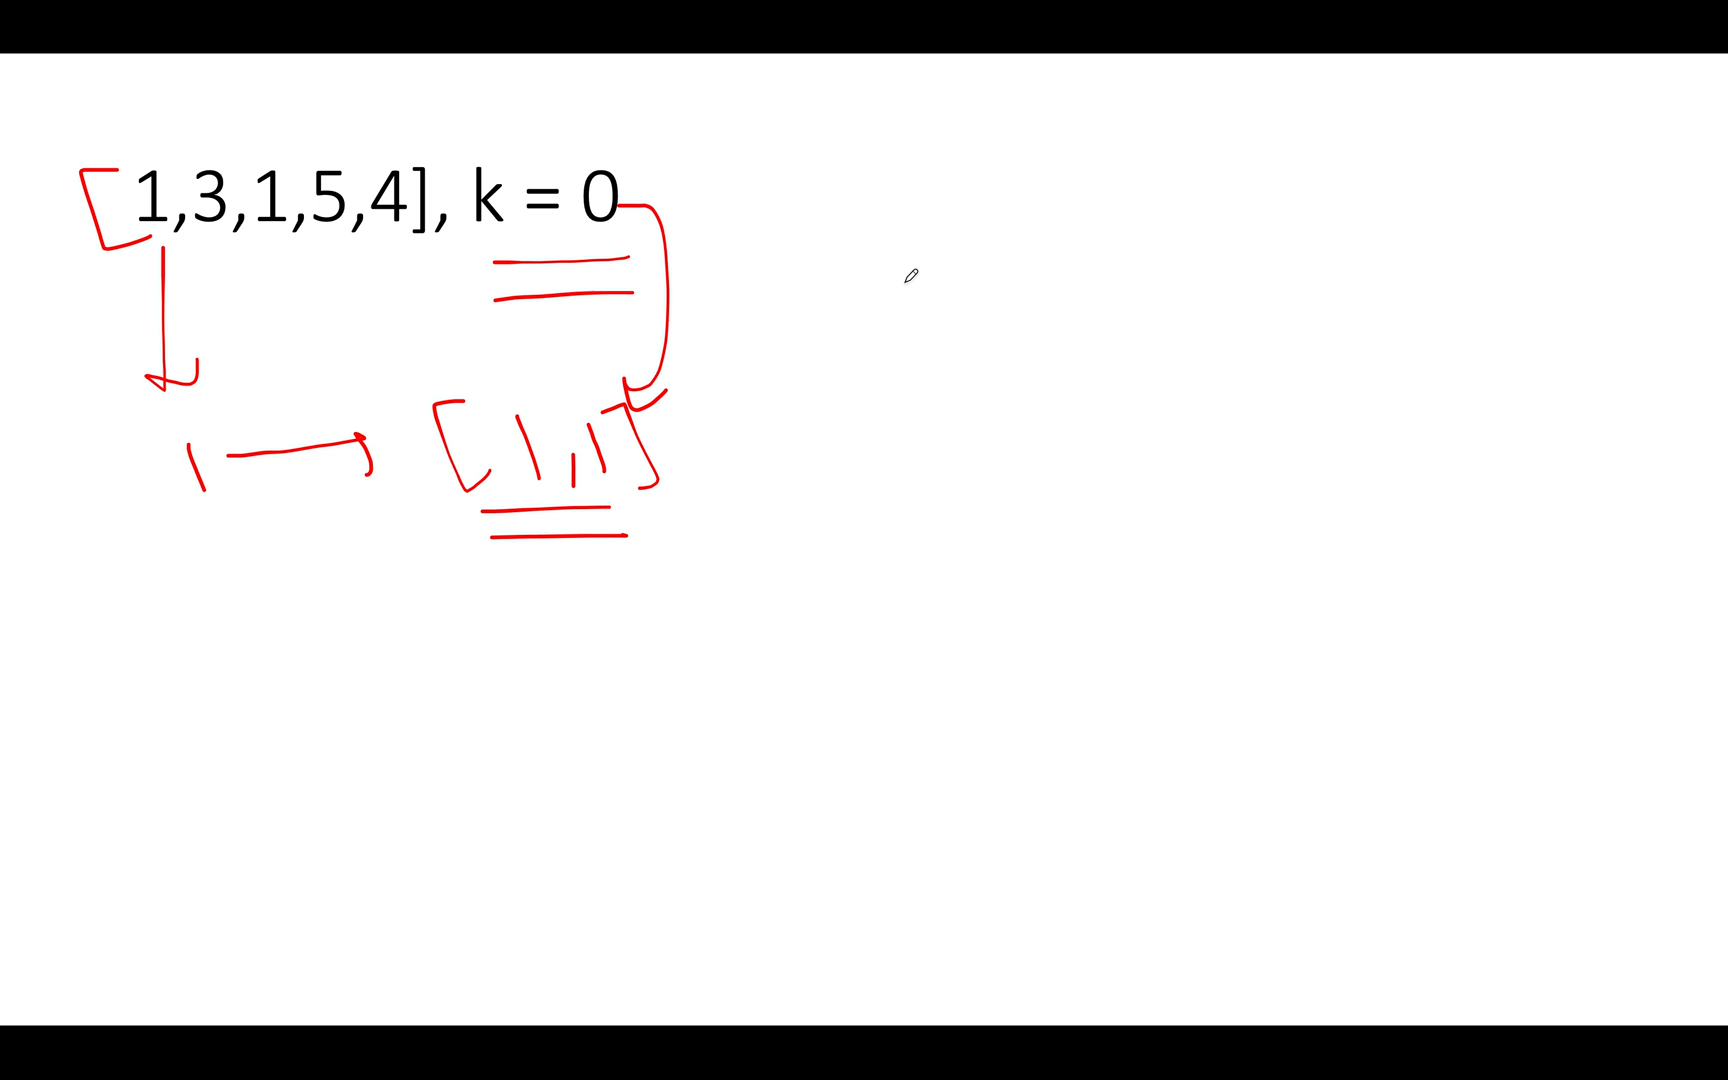 [1,3,1,5,4], k = 0
1 → [1,1]